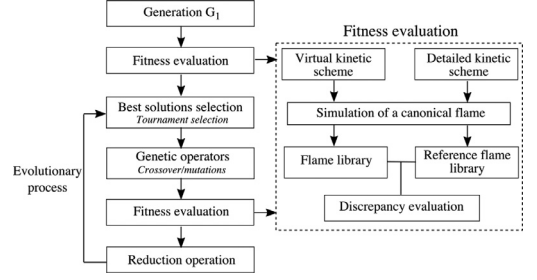 Generation G1
Fitness evaluation
Best solutions selection
Tournament selection
Genetic operators
Crossover/mutations
Fitness evaluation
Reduction operation
Evolutionary
process
Fitness evaluation
Virtual kinetic
scheme
Detailed kinetic
scheme
Simulation of a canonical flame
Flame library
Reference flame
library
Discrepancy evaluation